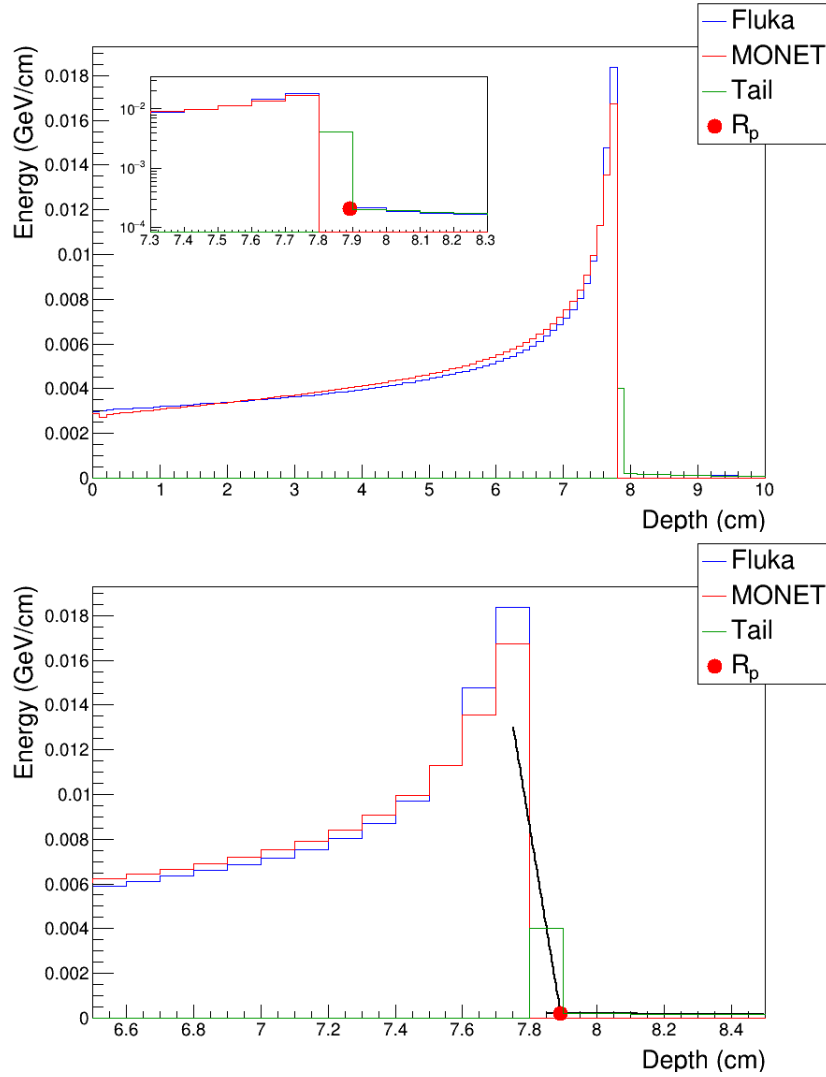 Fluka
MONET
Tail
R_p
Energy (GeV/cm)
0.018
0.016
0.014
0.012
0.01
0.008
0.006
0.004
0.002
0
10^−2
10^−3
10^−4
7.3 7.4 7.5 7.6 7.7 7.8 7.9 8 8.1 8.2 8.3
0 1 2 3 4 5 6 7 8 9 10
Depth (cm)
Fluka
MONET
Tail
R_p
Energy (GeV/cm)
0.018
0.016
0.014
0.012
0.01
0.008
0.006
0.004
0.002
0
6.6 6.8 7 7.2 7.4 7.6 7.8 8 8.2 8.4
Depth (cm)